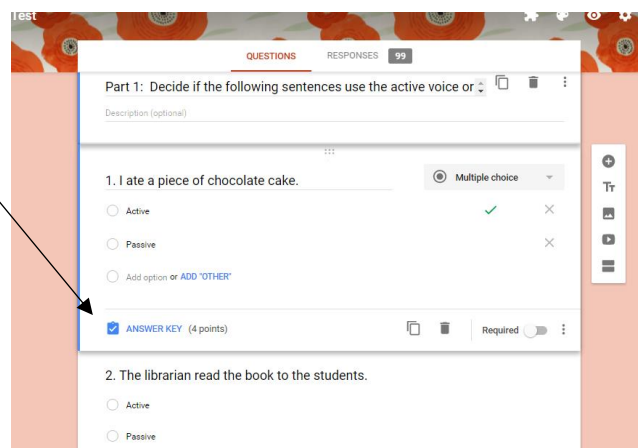 Test
QUESTIONS RESPONSES 99
Part 1: Decide if the following sentences use the active voice or
Description (optional)
1. I ate a piece of chocolate cake.
Multiple choice
Active
Passive
Add option or ADD "OTHER"
Tт
ANSWER KEY (4 points)
Required
2. The librarian read the book to the students.
Active
Passive